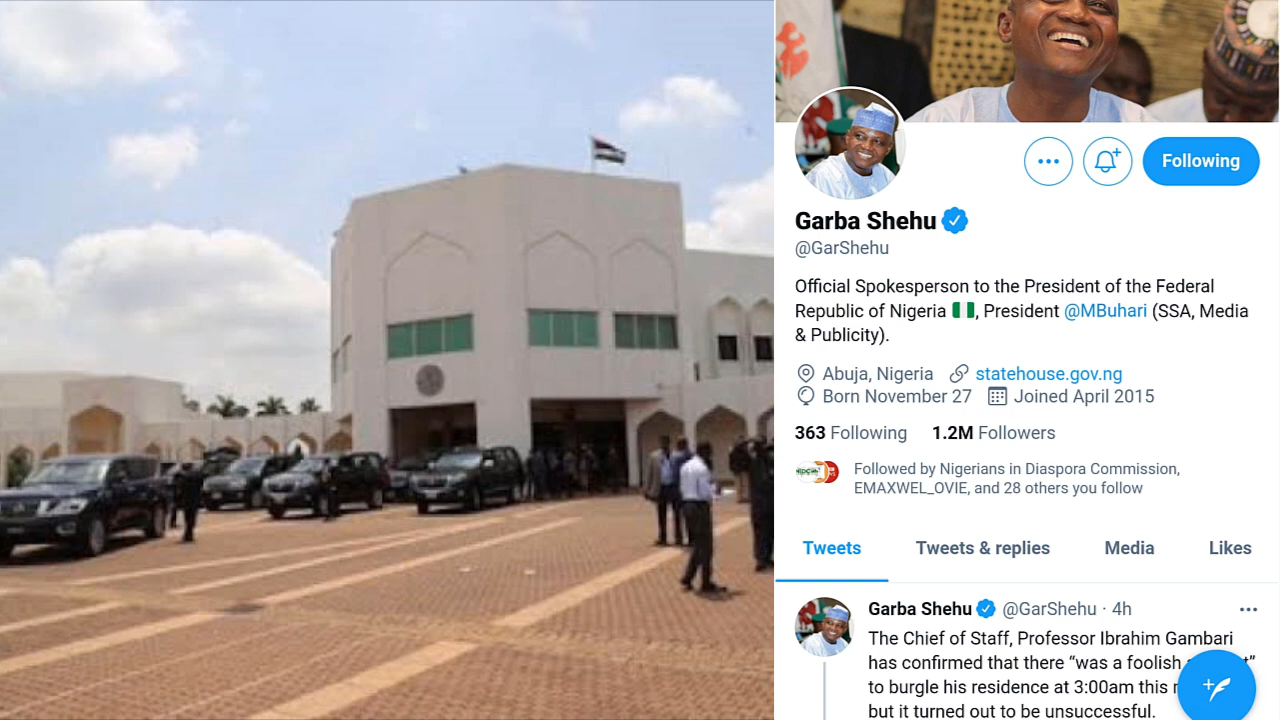 Following
Garba Shehu
@GarShehu
Official Spokesperson to the President of the Federal
Republic of Nigeria 🇳🇬, President @MBuhari (SSA, Media
& Publicity).
Abuja, Nigeria statehouse.gov.ng
Born November 27 Joined April 2015
363 Following 1.2M Followers
Followed by Nigerians in Diaspora Commission,
EMAXWEL_OVIE, and 28 others you follow
Tweets Tweets & replies Media Likes
Garba Shehu @GarShehu · 4h
The Chief of Staff, Professor Ibrahim Gambari
has confirmed that there “was a foolish
to burgle his residence at 3:00am this
but it turned out to be unsuccessful.